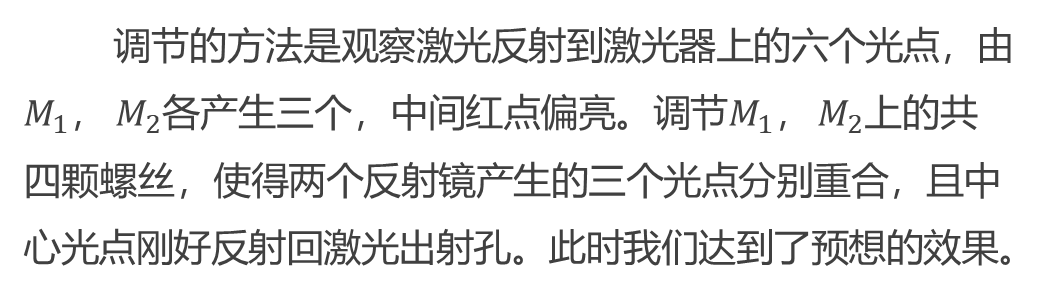 调节的方法是观察激光反射到激光器上的六个光点，由
M₁， M₂各产生三个，中间红点偏亮。调节M₁， M₂上的共
四颗螺丝，使得两个反射镜产生的三个光点分别重合，且中
心光点刚好反射回激光出射孔。此时我们达到了预想的效果。